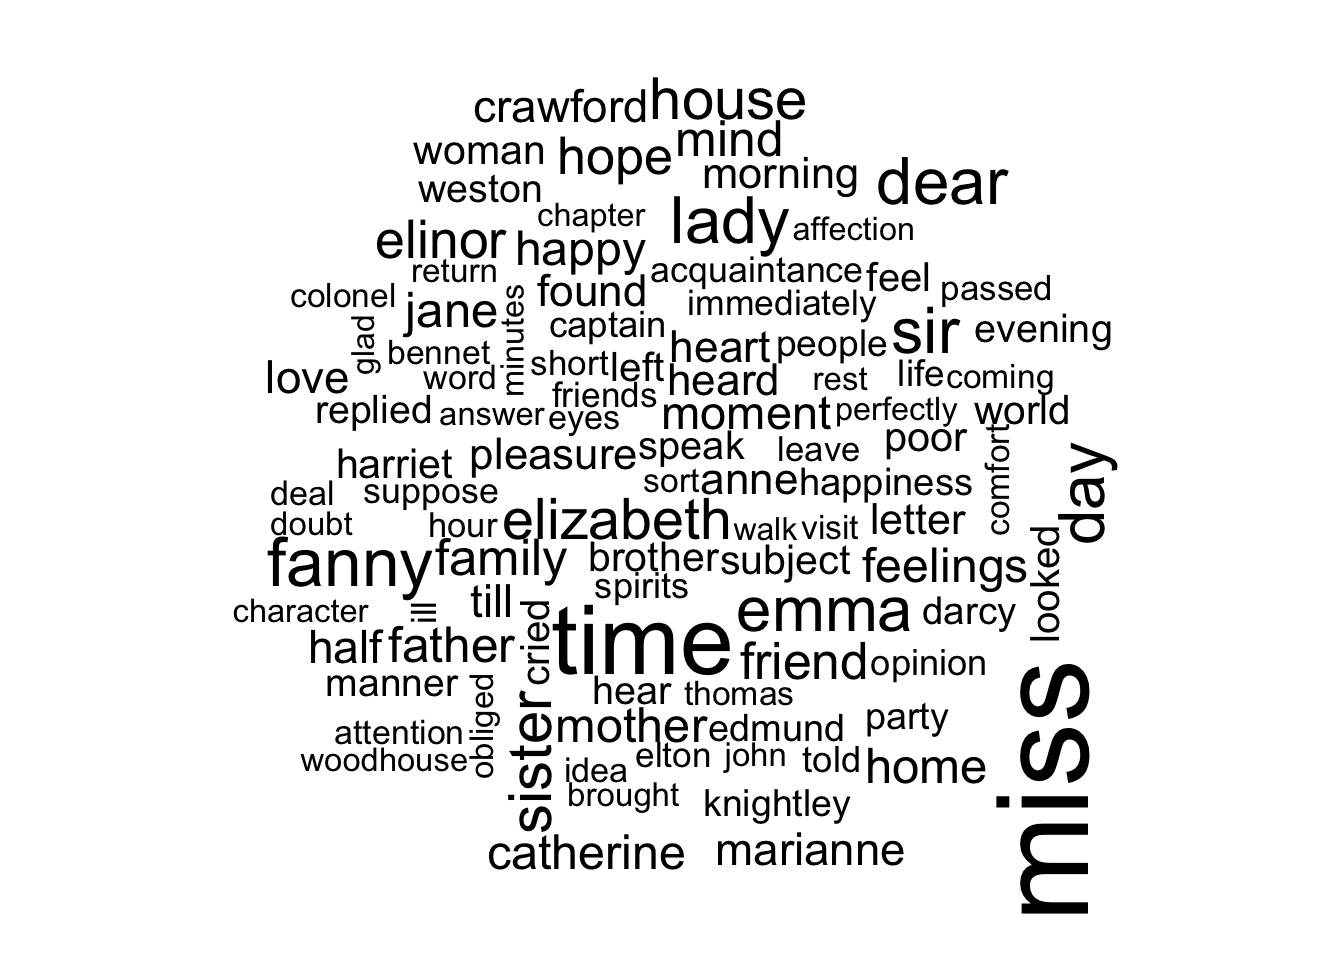 crawford house
woman hope mind
weston morning dear
chapter lady affection
elinor happy
return acquaintance feel passed
colonel jane minutes found immediately
glad bennet captain heart people sir evening
love word short left heard rest life coming
replied answer eyes friends moment perfectly world
harriet pleasure speak leave poor comfort day
deal suppose sort anne happiness
doubt hour elizabeth walk visit letter
fanny family brother subject feelings looked
spirits
character ill till cried time emma darcy
half father friend opinion
manner obliged sister hear thomas miss
attention mother edmund party
woodhouse idea elton john told home
brought knightley
catherine marianne